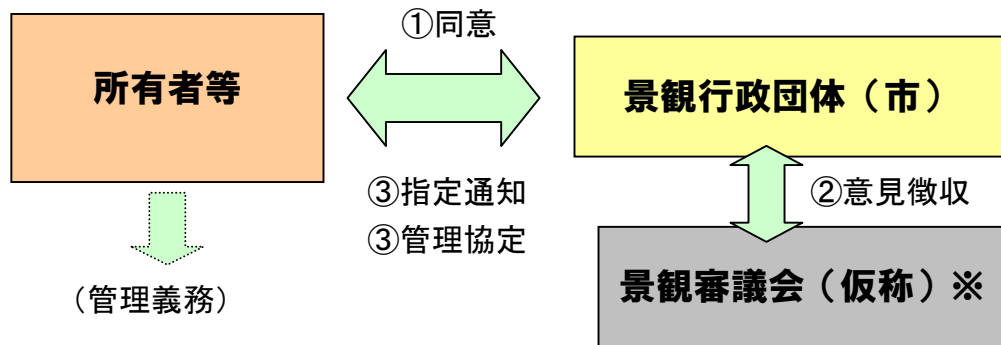 ①同意
所有者等
景観行政団体（市）
②意見徴収
③指定通知
③管理協定
景観審議会（仮称）※
（管理義務）